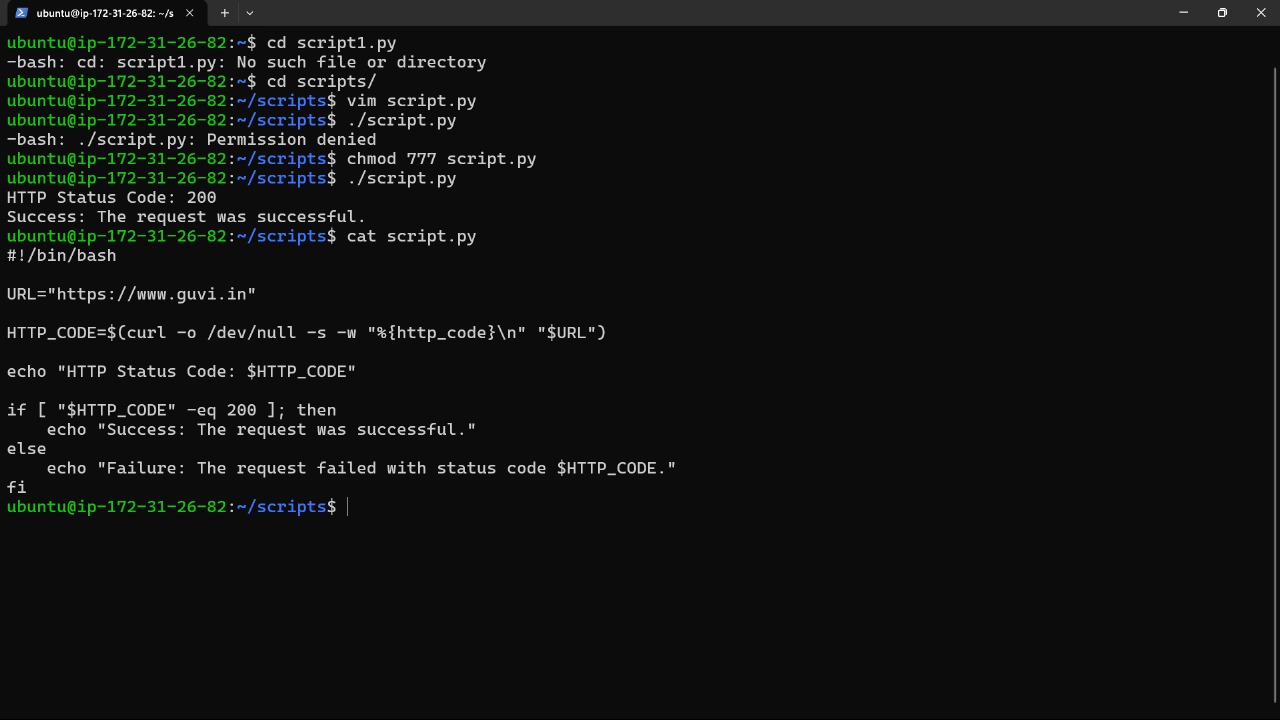 ubuntu@ip-172-31-26-82: ~/s
ubuntu@ip-172-31-26-82:~$ cd script1.py
-bash: cd: script1.py: No such file or directory
ubuntu@ip-172-31-26-82:~$ cd scripts/
ubuntu@ip-172-31-26-82:~/scripts$ vim script.py
ubuntu@ip-172-31-26-82:~/scripts$ ./script.py
-bash: ./script.py: Permission denied
ubuntu@ip-172-31-26-82:~/scripts$ chmod 777 script.py
ubuntu@ip-172-31-26-82:~/scripts$ ./script.py
HTTP Status Code: 200
Success: The request was successful.
ubuntu@ip-172-31-26-82:~/scripts$ cat script.py
#!/bin/bash
URL="https://www.guvi.in"
HTTP_CODE=$(curl -o /dev/null -s -w "%{http_code}\n" "$URL")
echo "HTTP Status Code: $HTTP_CODE"
if [ "$HTTP_CODE" -eq 200 ]; then
    echo "Success: The request was successful."
else
    echo "Failure: The request failed with status code $HTTP_CODE."
fi
ubuntu@ip-172-31-26-82:~/scripts$